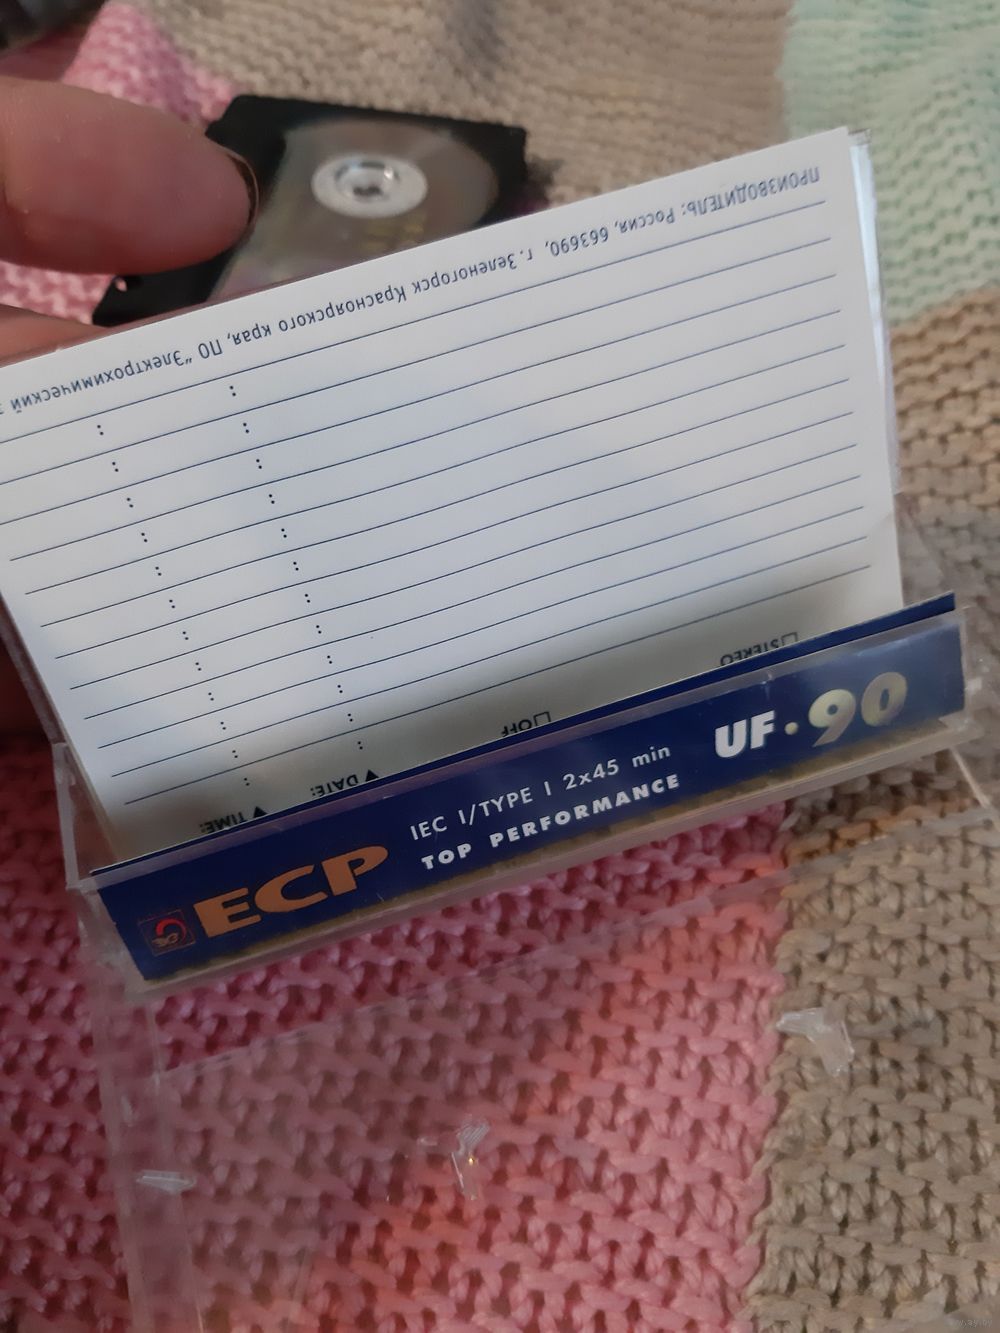 ПРОИЗВОДИТЕЛЬ: Россия, 663690, г. Зеленогорск Красноярского края, ПО "Электрохимический
□STEREO
□OFF
▼ DATE:
▼ TIME:
ECP
IEC I/TYPE I 2x45 min
TOP PERFORMANCE
UF·90